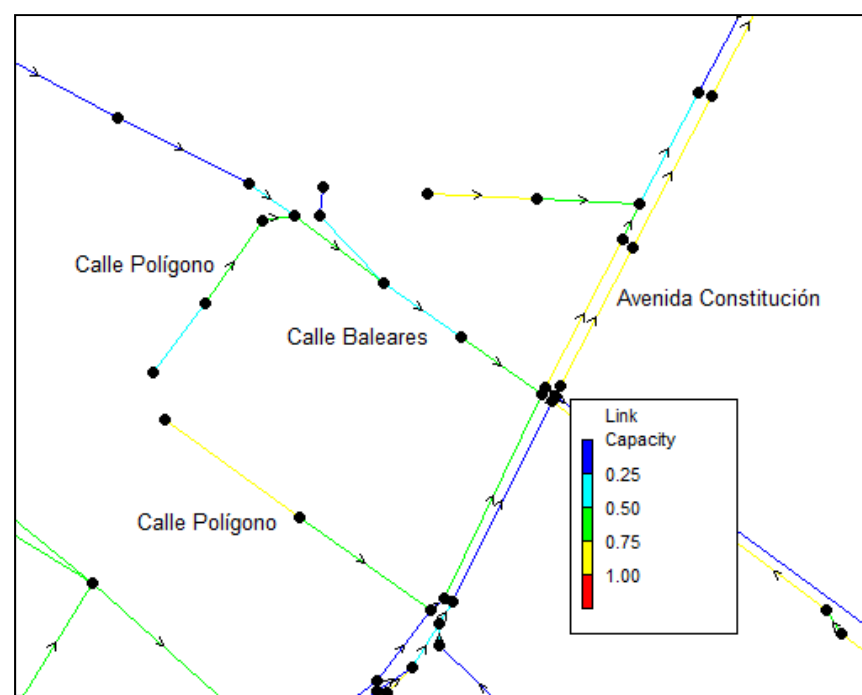 Calle Polígono
Avenida Constitución
Calle Baleares
Calle Polígono
Link
Capacity
0.25
0.50
0.75
1.00